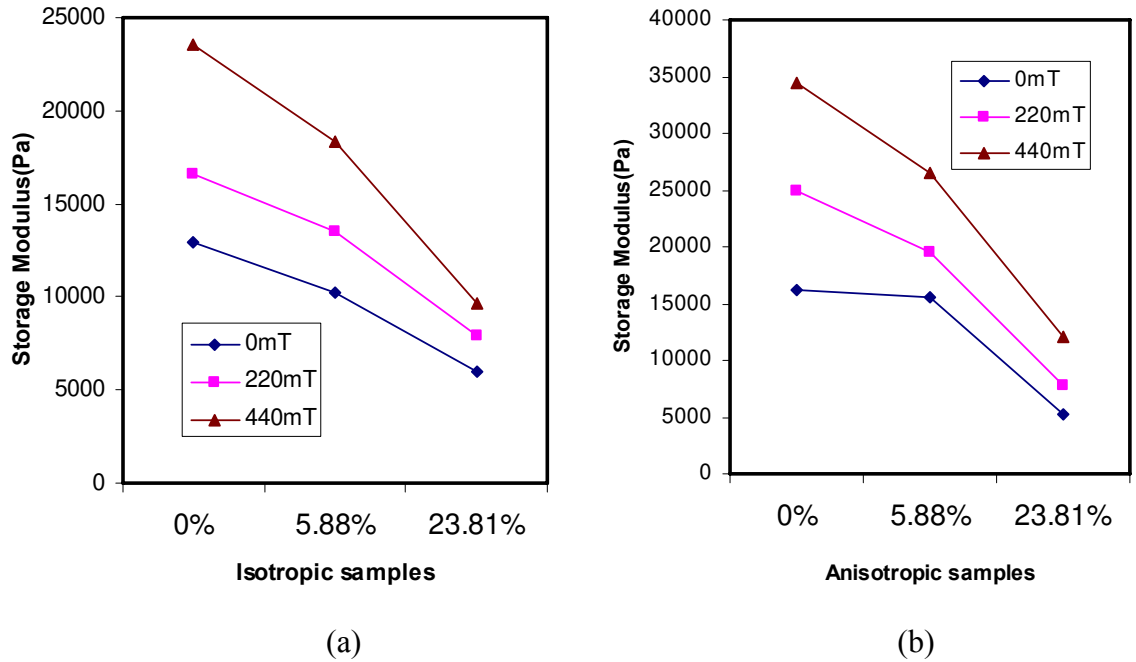 25000
20000
15000
10000
5000
0
Storage Modulus(Pa)
0mT
220mT
440mT
0%
5.88%
23.81%
Isotropic samples
(a)
40000
35000
30000
25000
20000
15000
10000
5000
0
Storage Modulus(Pa)
0mT
220mT
440mT
0%
5.88%
23.81%
Anisotropic samples
(b)